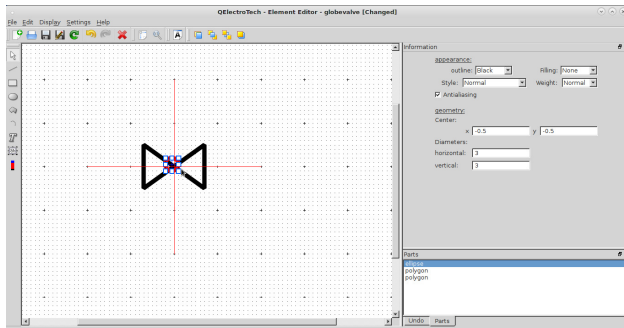 QElectroTech - Element Editor - globevalve [Changed]
File Edit Display Settings Help
Information
appearance:
outline: Black Filling: None
Style: Normal Weight: Normal
Antialiasing
geometry:
Center:
x -0.5 y -0.5
Diameters:
horizontal: 3
vertical: 3
Parts
ellipse
polygon
polygon
Undo Parts